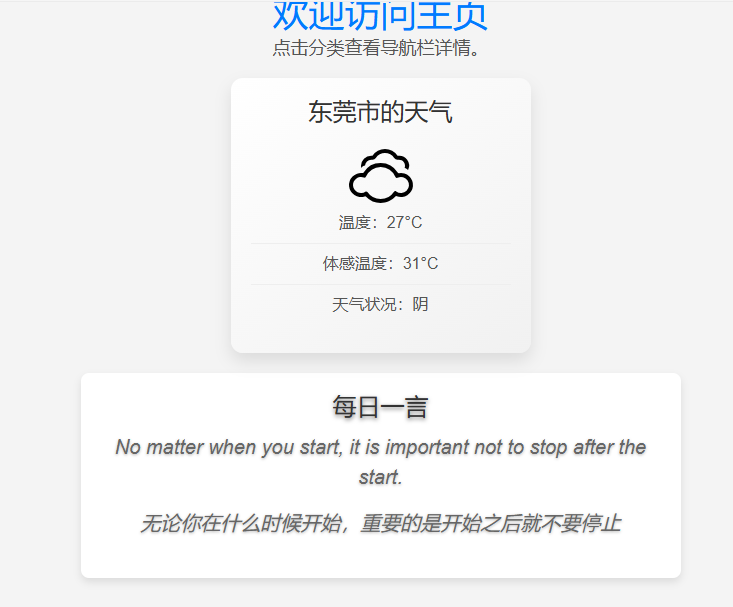 欢迎访问主页
点击分类查看导航栏详情。
东莞市的天气
温度：27°C
体感温度：31°C
天气状况：阴
每日一言
No matter when you start, it is important not to stop after the
start.
无论你在什么时候开始，重要的是开始之后就不要停止